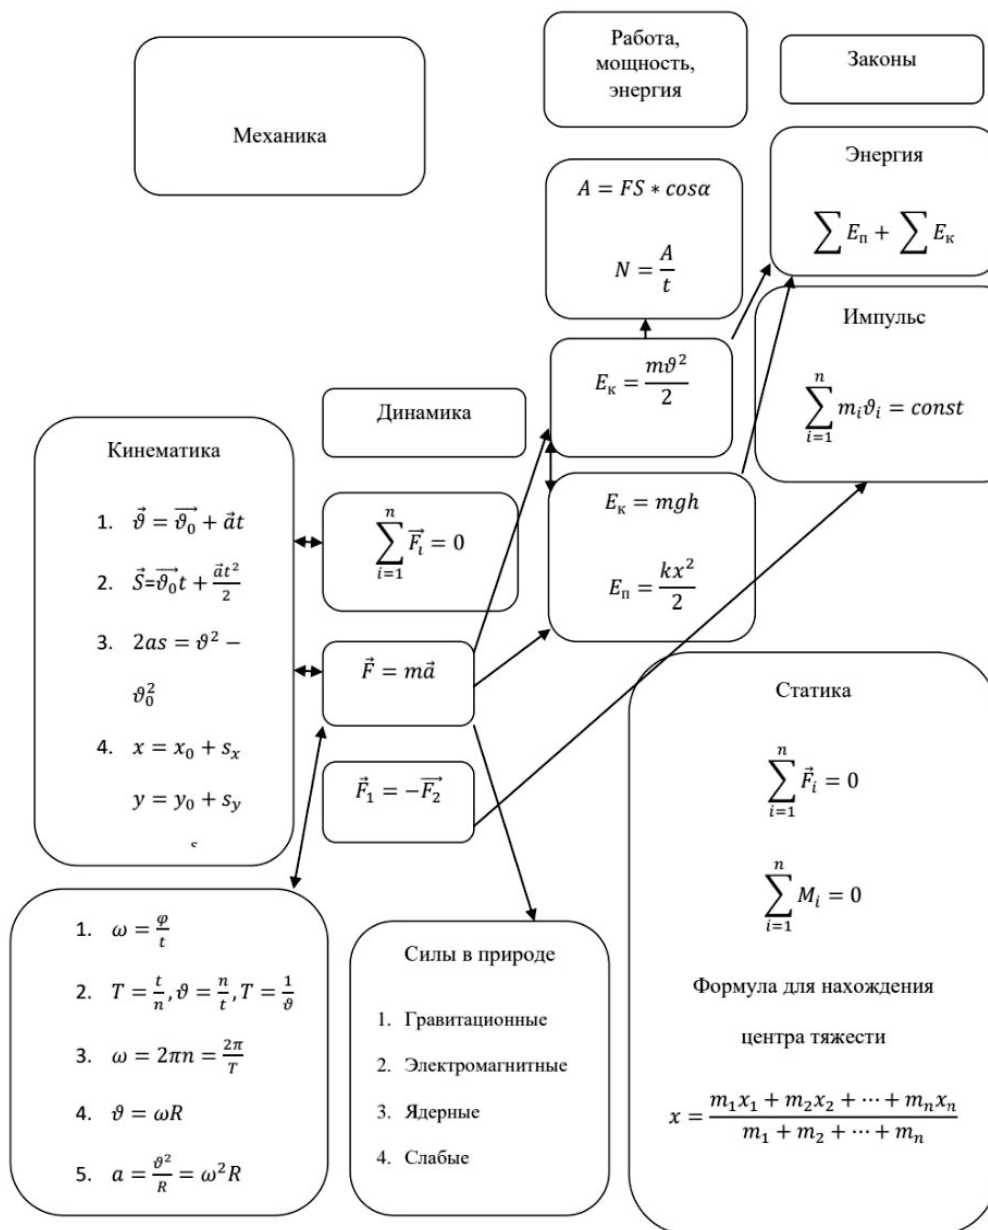 Механика
Работа,
мощность,
энергия
Законы
A = FS * cosα
N = A/t
Энергия
∑ Eп + ∑ Eк
Импульс
∑ᵢ₌₁ⁿ mᵢϑᵢ = const
Eк = mϑ²/2
Eк = mgh
Eп = kx²/2
Динамика
∑ᵢ₌₁ⁿ F⃗ᵢ = 0
F⃗ = ma⃗
F⃗₁ = −F⃗₂
Кинематика
1. ϑ⃗ = ϑ⃗₀ + a⃗t
2. S⃗=ϑ⃗₀t + a⃗t²/2
3. 2as = ϑ² −
ϑ₀²
4. x = x₀ + sₓ
y = y₀ + s_y
1. ω = φ/t
2. T = t/n, ϑ = n/t, T = 1/ϑ
3. ω = 2πn = 2π/T
4. ϑ = ωR
5. a = ϑ²/R = ω²R
Силы в природе
1. Гравитационные
2. Электромагнитные
3. Ядерные
4. Слабые
Статика
∑ᵢ₌₁ⁿ F⃗ᵢ = 0
∑ᵢ₌₁ⁿ Mᵢ = 0
Формула для нахождения
центра тяжести
x = (m₁x₁ + m₂x₂ + ⋯ + mₙxₙ)/(m₁ + m₂ + ⋯ + mₙ)